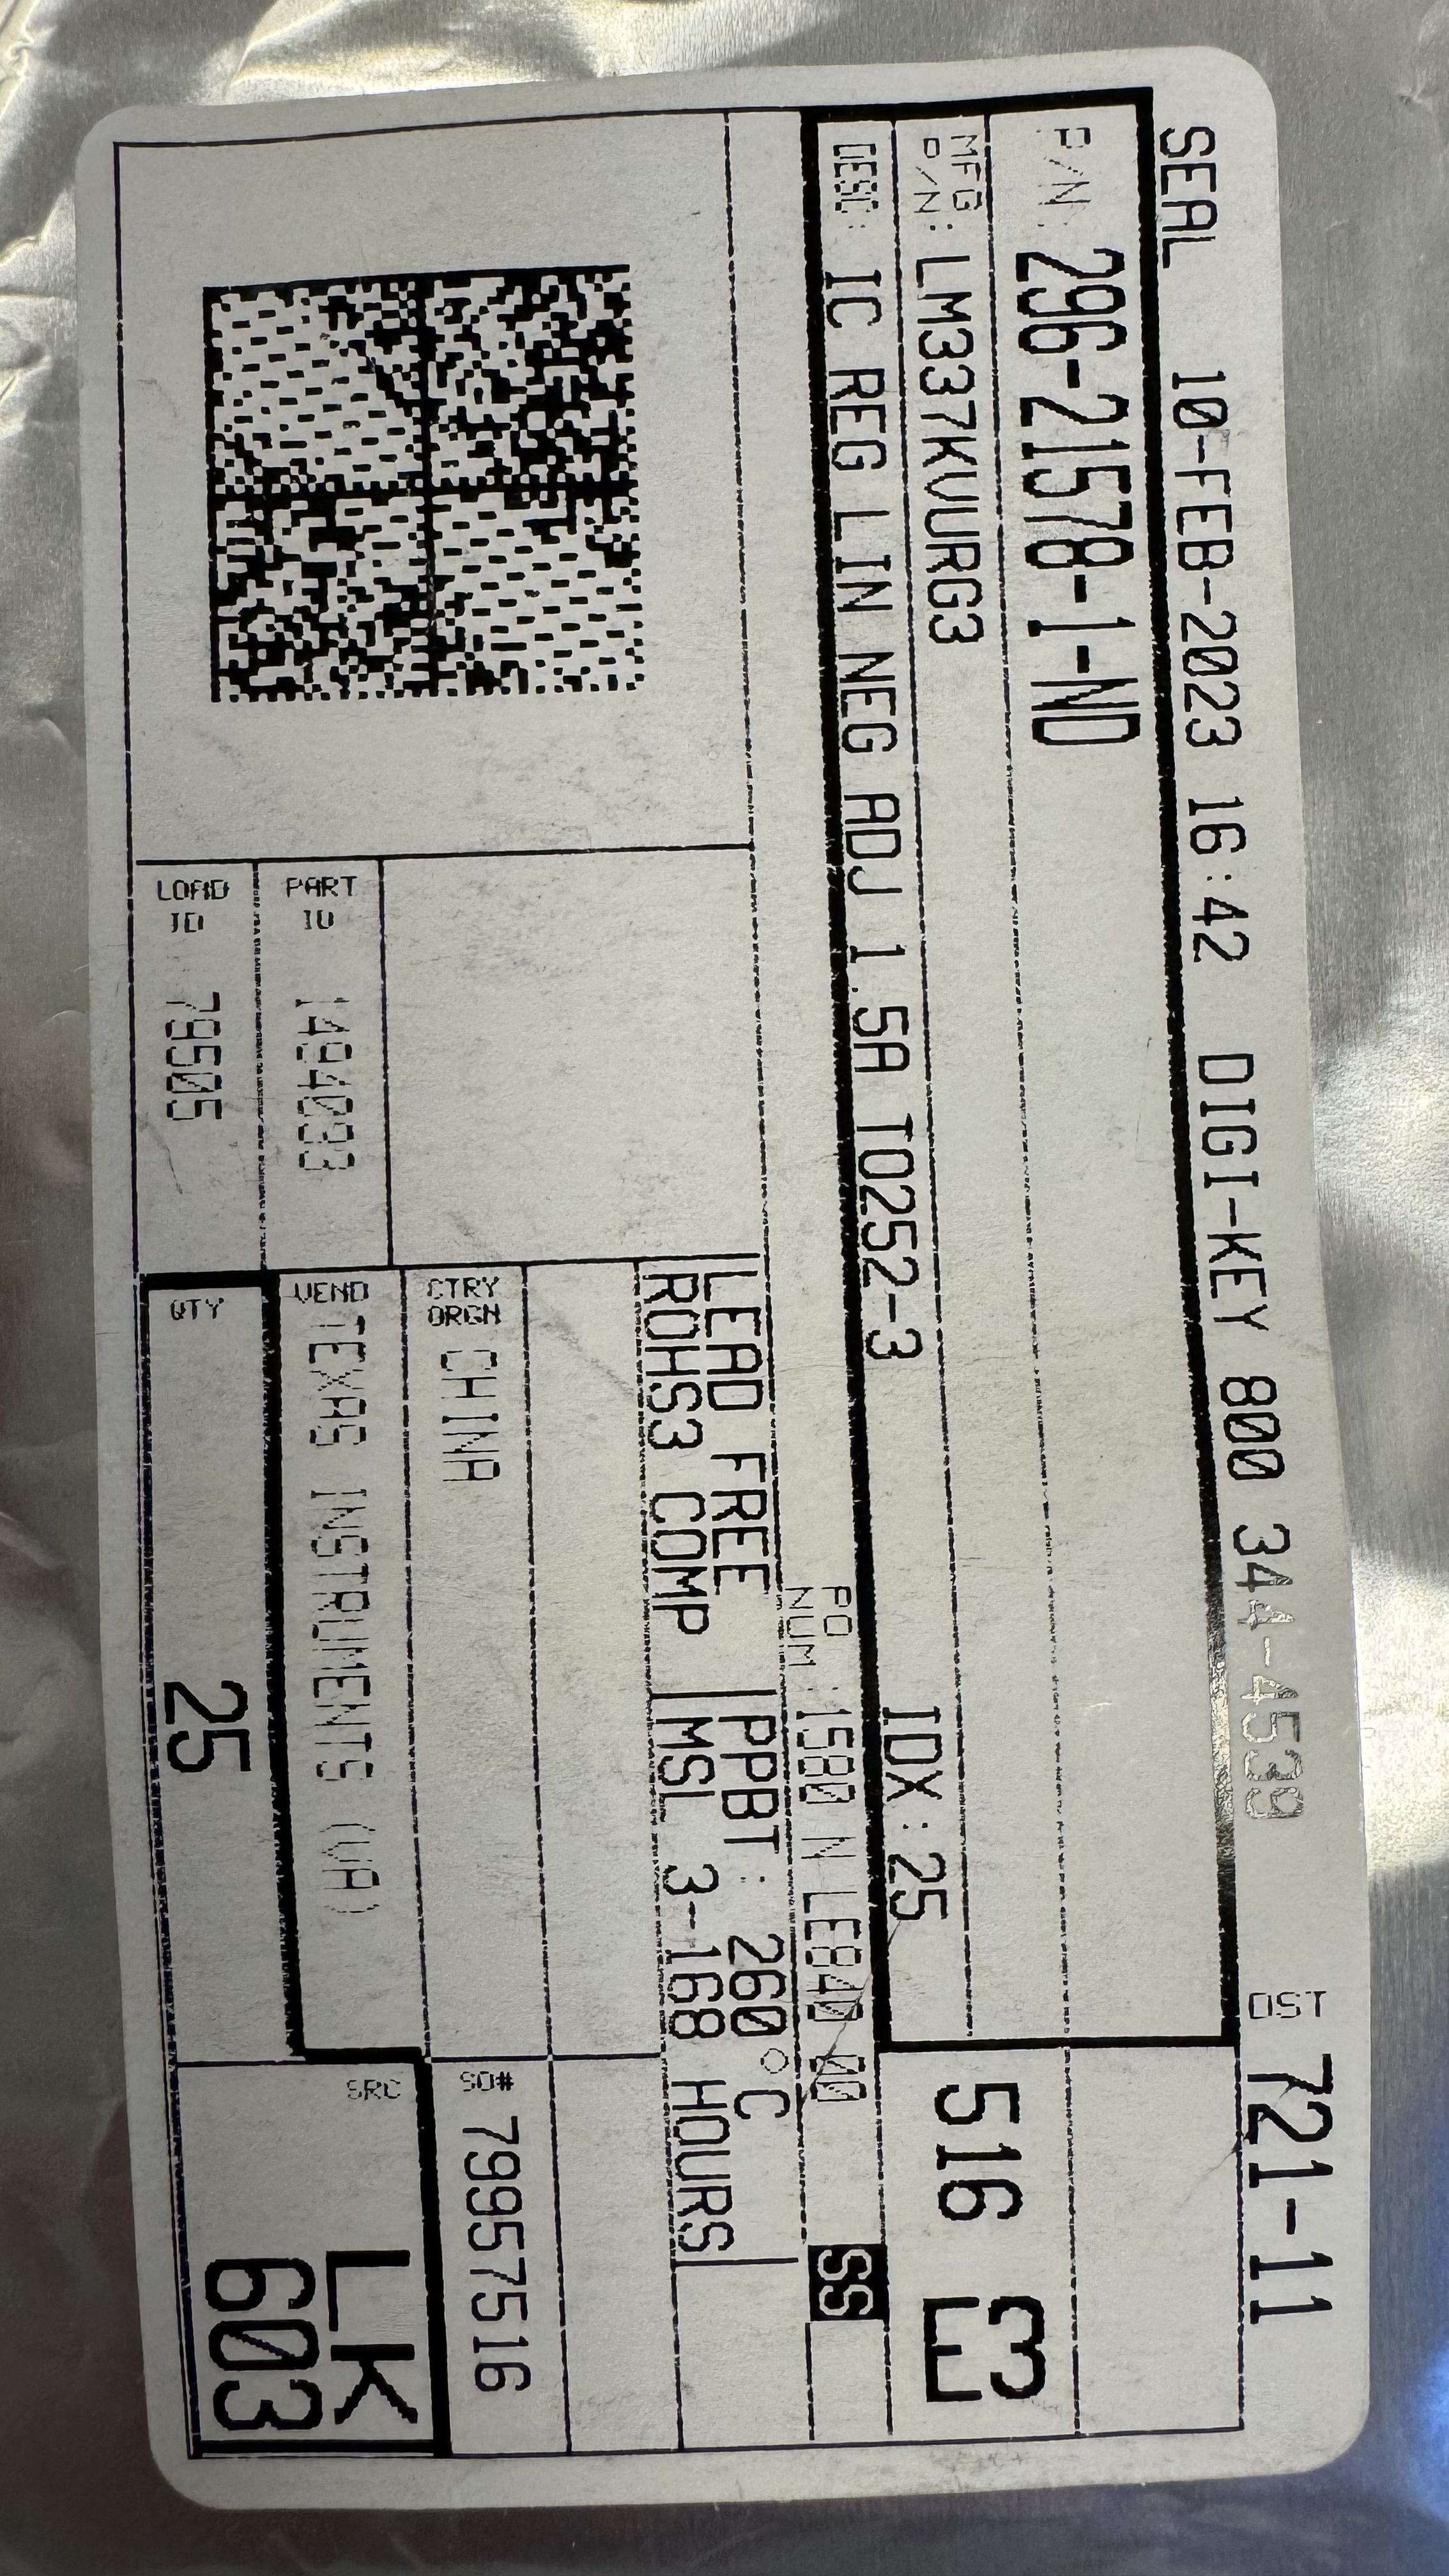 SEAL 10-FEB-2023 16:42 DIGI-KEY 800 344-4539 DST 721-11
P/N: 296-21578-1-ND
MFG P/N: LM337KVURG3
516 E3
DESC: IC REG LIN NEG ADJ 1.5A TO252-3 IDX:25
PO NUM: SS
LEAD FREE PPBT: 260°C
ROHS3 COMP MSL 3-168 HOURS
CTRY ORGN CHINA
SO# 79957516
PART ID 1494093
VEND TEXAS INSTRUMENTS (VA)
LOAD ID 79505
QTY 25
SRC LK
603